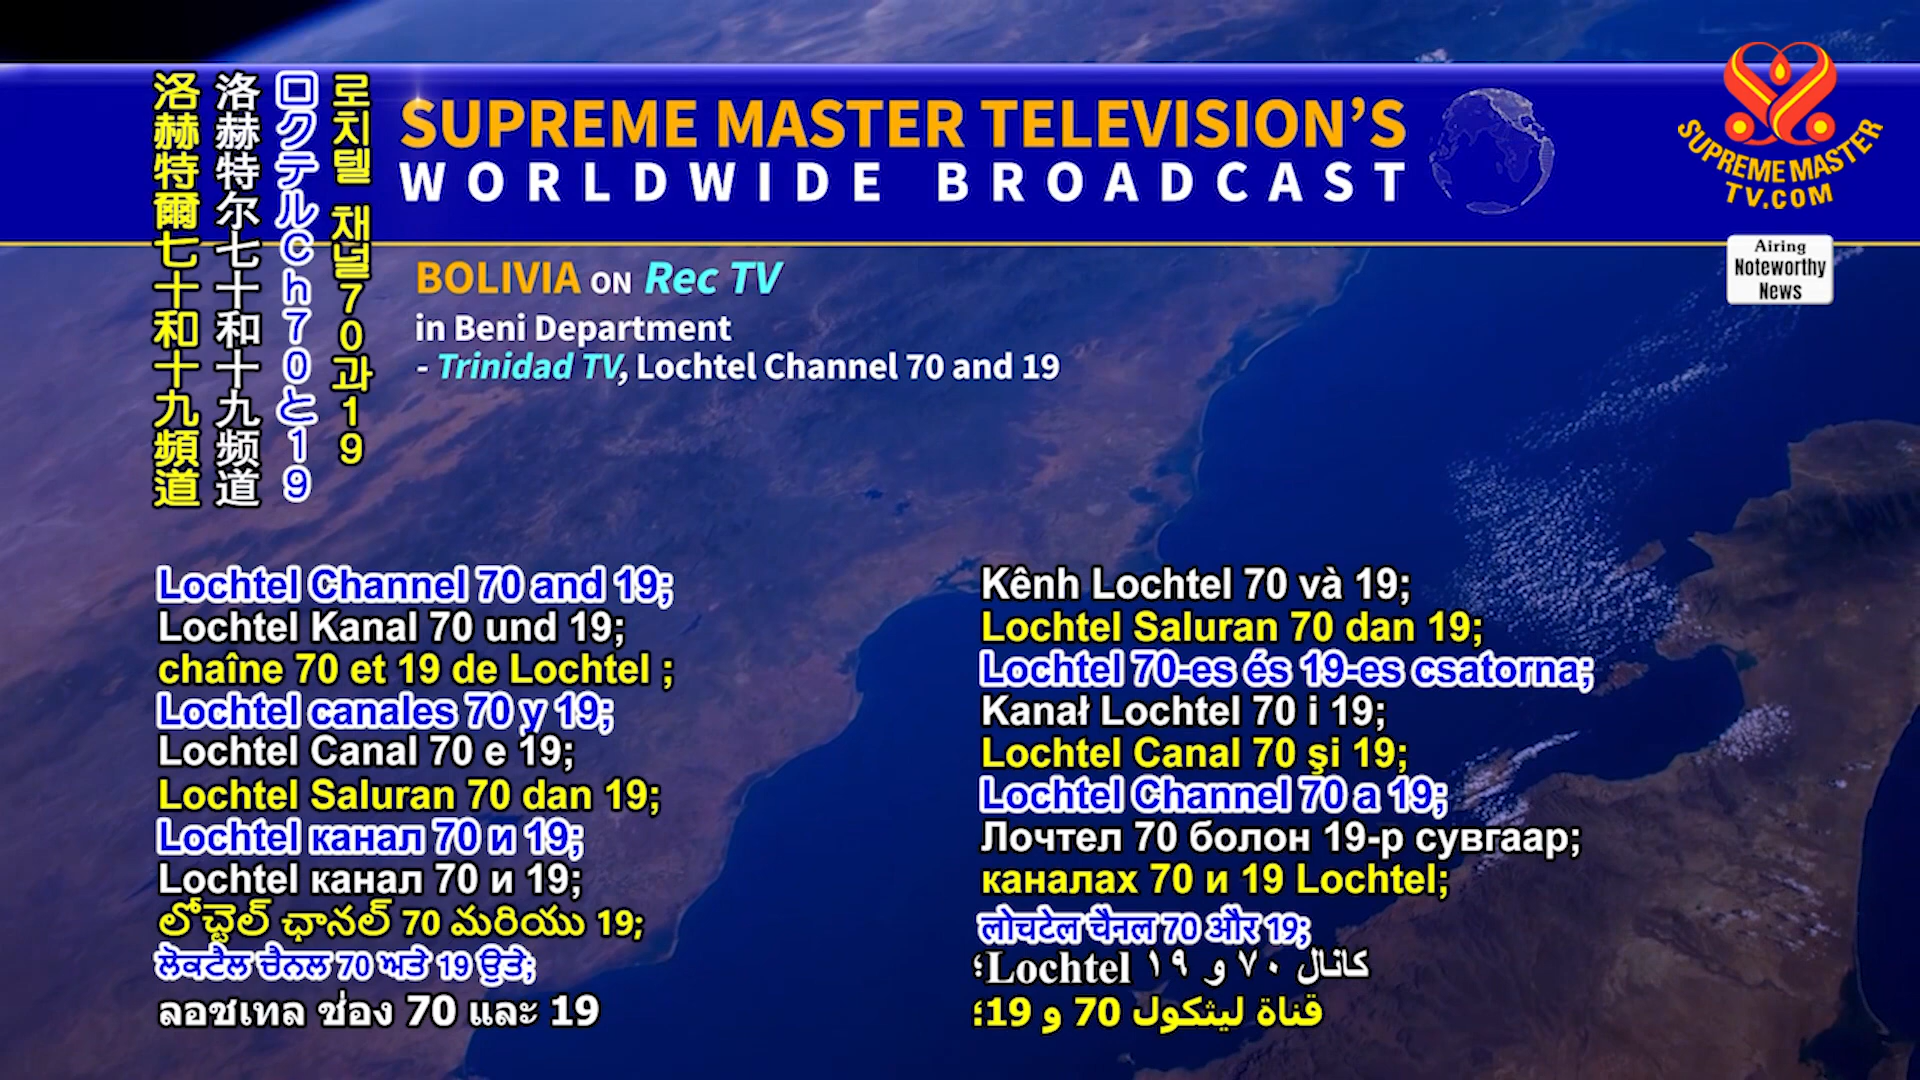 洛赫特爾七十和十九頻道
洛赫特尔七十和十九频道
ロクテルCh70と19
로치텔 채널70과19
SUPREME MASTER TELEVISION'S
WORLDWIDE BROADCAST
SUPREME MASTER
TV.COM
Airing
Noteworthy
News
BOLIVIA ON Rec TV
in Beni Department
- Trinidad TV, Lochtel Channel 70 and 19
Lochtel Channel 70 and 19;
Lochtel Kanal 70 und 19;
chaîne 70 et 19 de Lochtel ;
Lochtel canales 70 y 19;
Lochtel Canal 70 e 19;
Lochtel Saluran 70 dan 19;
Lochtel канал 70 и 19;
Lochtel канал 70 и 19;
లోచ్టెల్ ఛానల్ 70 మరియు 19;
ਲੋਕਟੈਲ ਚੈਨਲ 70 ਅਤੇ 19 ਉਤੇ;
ลอชเทล ช่อง 70 และ 19
Kênh Lochtel 70 và 19;
Lochtel Saluran 70 dan 19;
Lochtel 70-es és 19-es csatorna;
Kanał Lochtel 70 i 19;
Lochtel Canal 70 şi 19;
Lochtel Channel 70 a 19;
Лочтел 70 болон 19-р сувгаар;
каналах 70 и 19 Lochtel;
लोचटेल चैनल 70 और 19;
کانال ۷۰ و ۱۹ Lochtel؛
قناة ليثكول 70 و 19؛